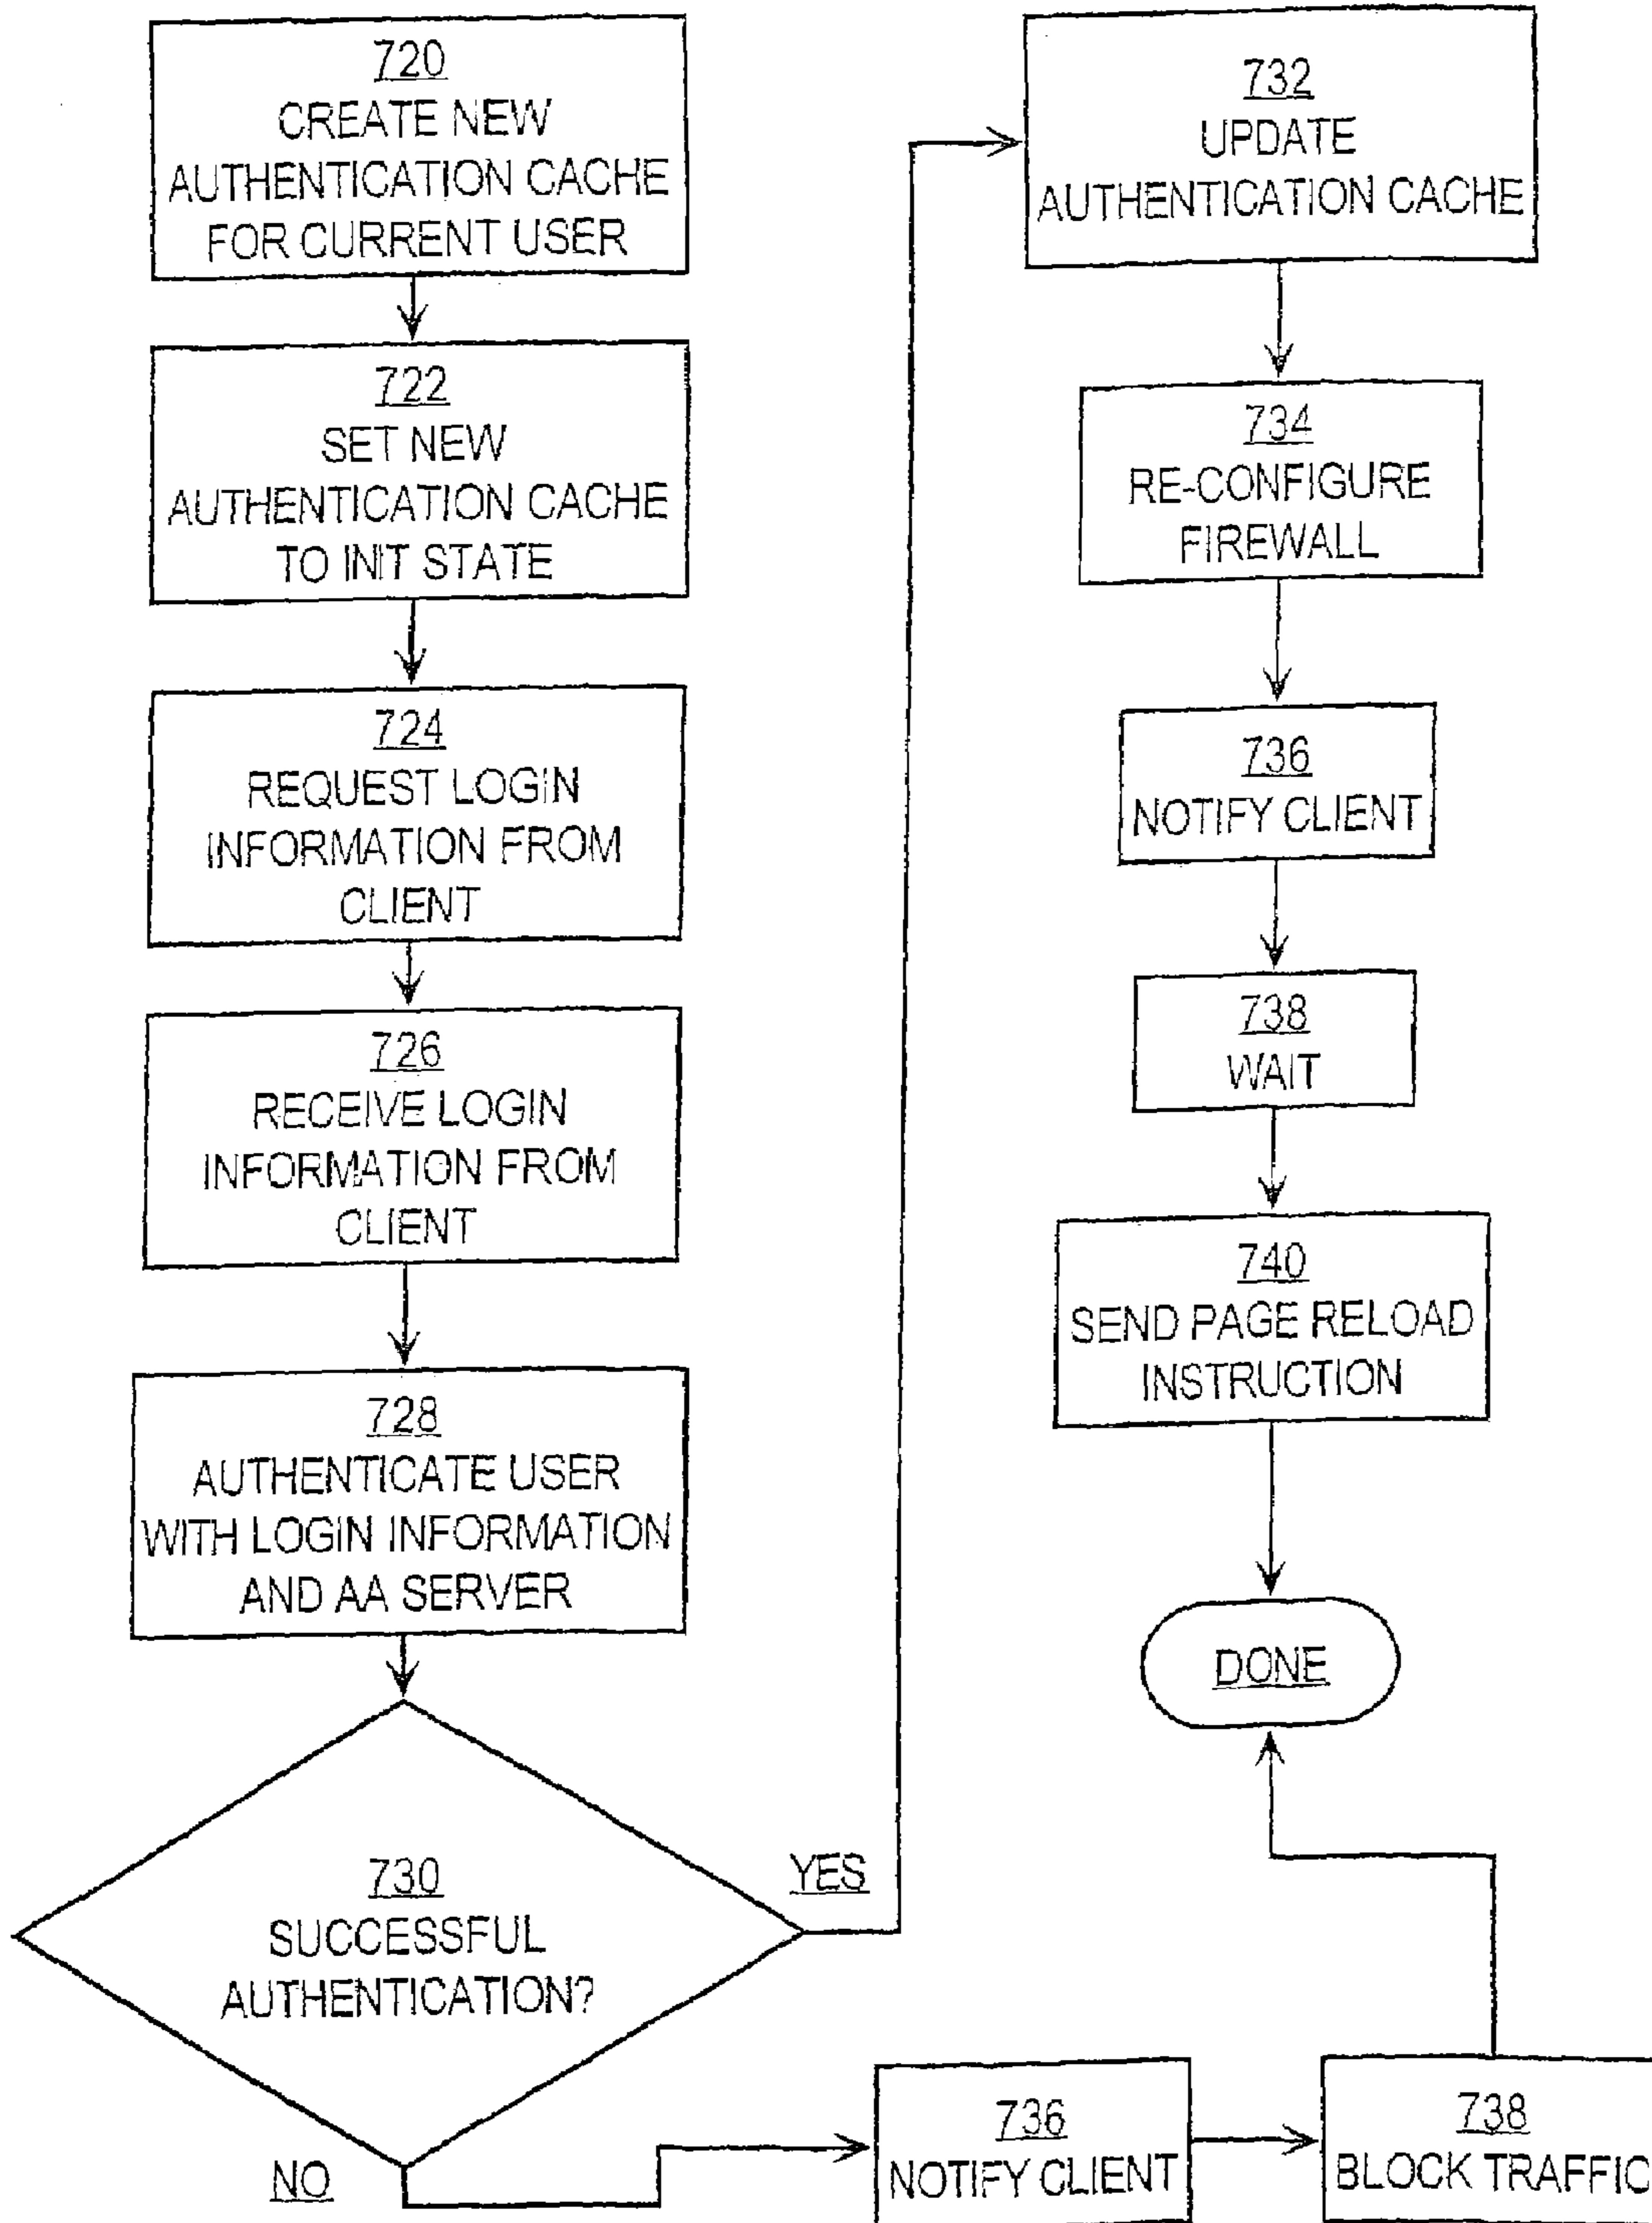 720
CREATE NEW
AUTHENTICATION CACHE
FOR CURRENT USER
722
SET NEW
AUTHENTICATION CACHE
TO INIT STATE
724
REQUEST LOGIN
INFORMATION FROM
CLIENT
726
RECEIVE LOGIN
INFORMATION FROM
CLIENT
728
AUTHENTICATE USER
WITH LOGIN INFORMATION
AND AA SERVER
730
SUCCESSFUL
AUTHENTICATION?
YES
NO
732
UPDATE
AUTHENTICATION CACHE
734
RE-CONFIGURE
FIREWALL
736
NOTIFY CLIENT
738
WAIT
740
SEND PAGE RELOAD
INSTRUCTION
DONE
736
NOTIFY CLIENT
738
BLOCK TRAFFIC